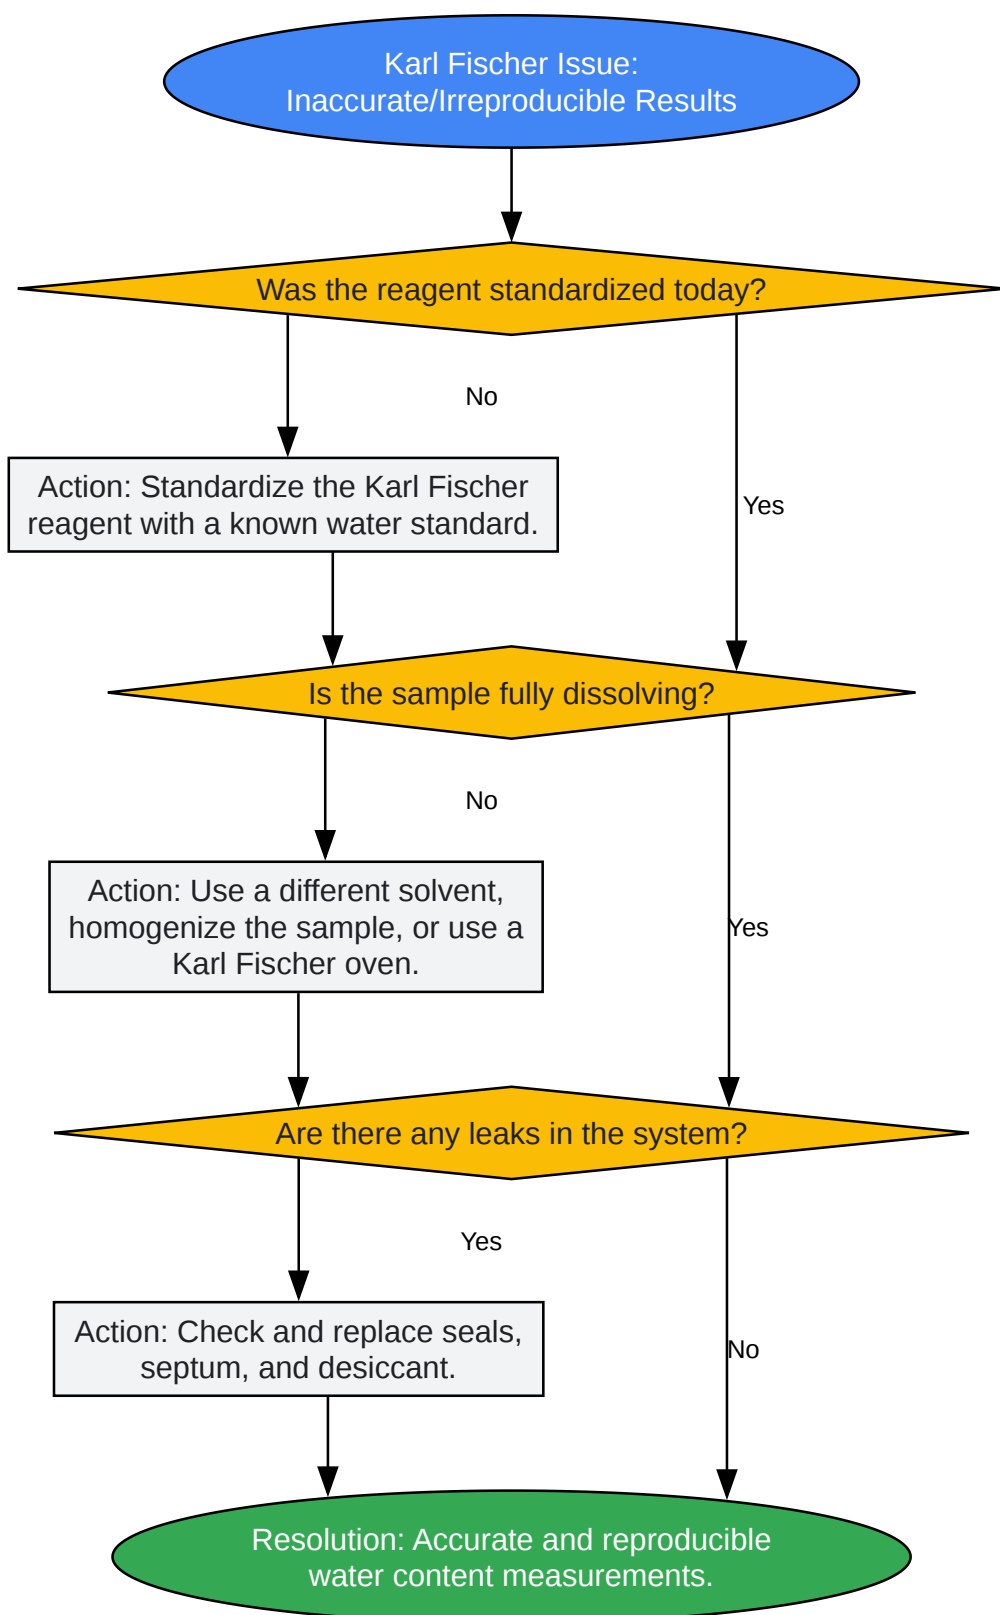 Karl Fischer Issue:
Inaccurate/Irreproducible Results
Was the reagent standardized today?
No
Action: Standardize the Karl Fischer
reagent with a known water standard.
Yes
Is the sample fully dissolving?
No
Action: Use a different solvent,
homogenize the sample, or use a
Karl Fischer oven.
Yes
Are there any leaks in the system?
Yes
Action: Check and replace seals,
septum, and desiccant.
No
Resolution: Accurate and reproducible
water content measurements.